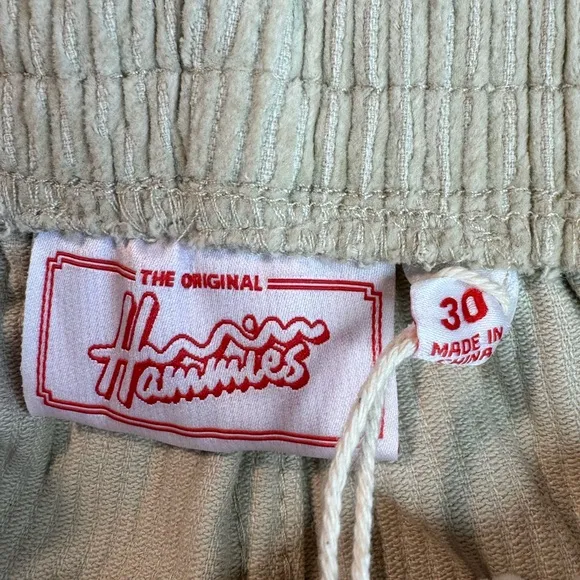 THE ORIGINAL
Hammies
30
MADE IN
CHINA